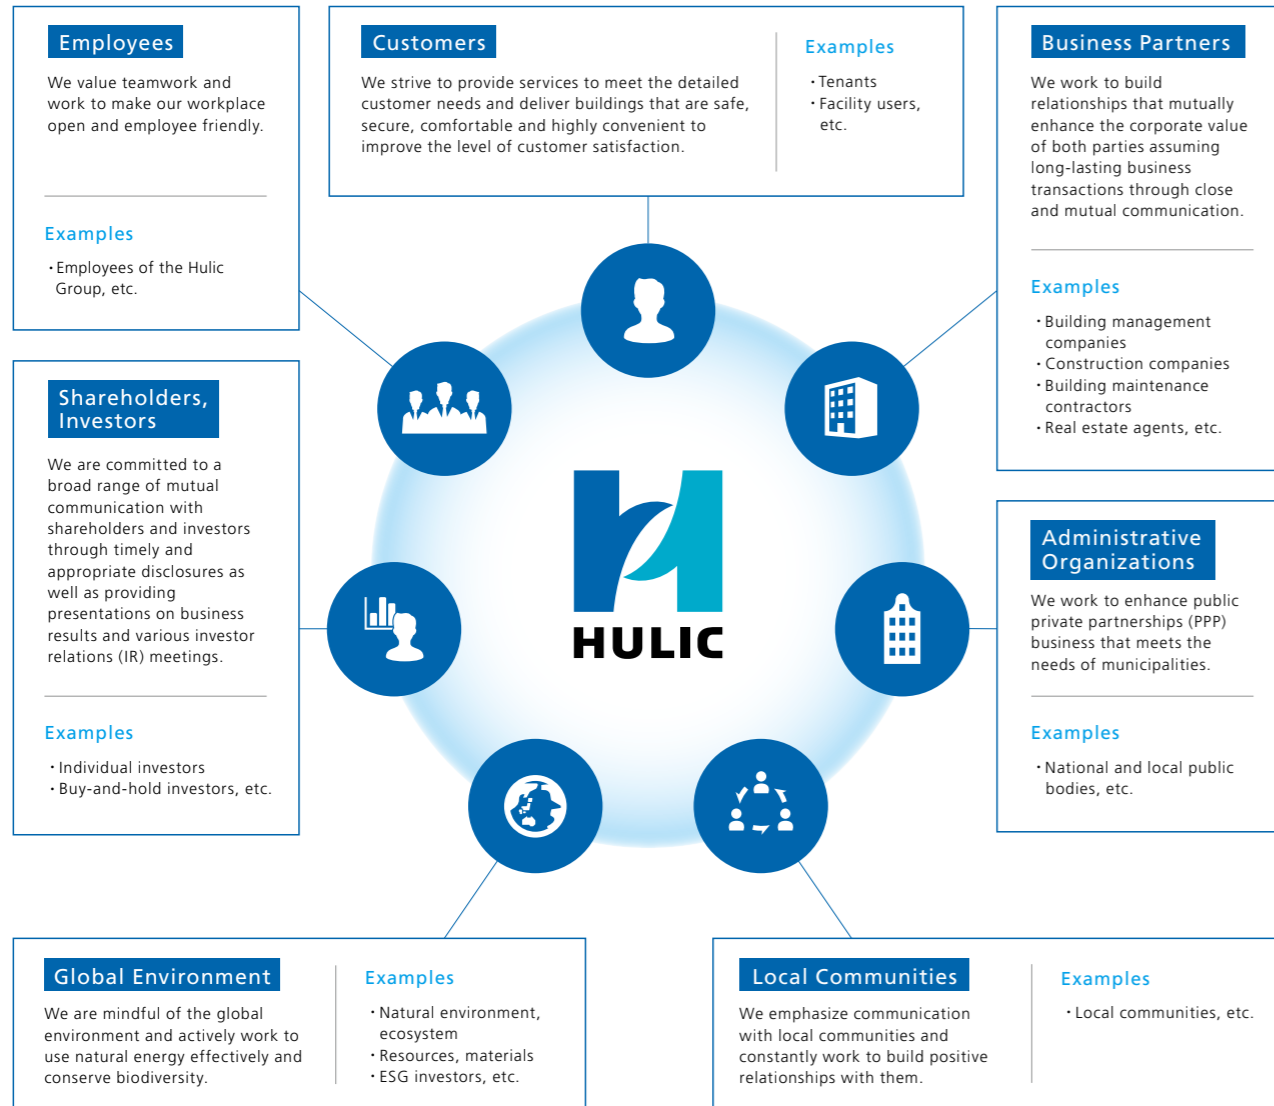 Employees
We value teamwork and
work to make our workplace
open and employee friendly.
Examples
・Employees of the Hulic
Group, etc.
Customers
We strive to provide services to meet the detailed
customer needs and deliver buildings that are safe,
secure, comfortable and highly convenient to
improve the level of customer satisfaction.
Examples
・Tenants
・Facility users,
etc.
Business Partners
We work to build
relationships that mutually
enhance the corporate value
of both parties assuming
long-lasting business
transactions through close
and mutual communication.
Examples
・Building management
companies
・Construction companies
・Building maintenance
contractors
・Real estate agents, etc.
Shareholders,
Investors
We are committed to a
broad range of mutual
communication with
shareholders and investors
through timely and
appropriate disclosures as
well as providing
presentations on business
results and various investor
relations (IR) meetings.
Examples
・Individual investors
・Buy-and-hold investors, etc.
HULIC
Administrative
Organizations
We work to enhance public
private partnerships (PPP)
business that meets the
needs of municipalities.
Examples
・National and local public
bodies, etc.
Global Environment
We are mindful of the global
environment and actively work to
use natural energy effectively and
conserve biodiversity.
Examples
・Natural environment,
ecosystem
・Resources, materials
・ESG investors, etc.
Local Communities
We emphasize communication
with local communities and
constantly work to build positive
relationships with them.
Examples
・Local communities, etc.